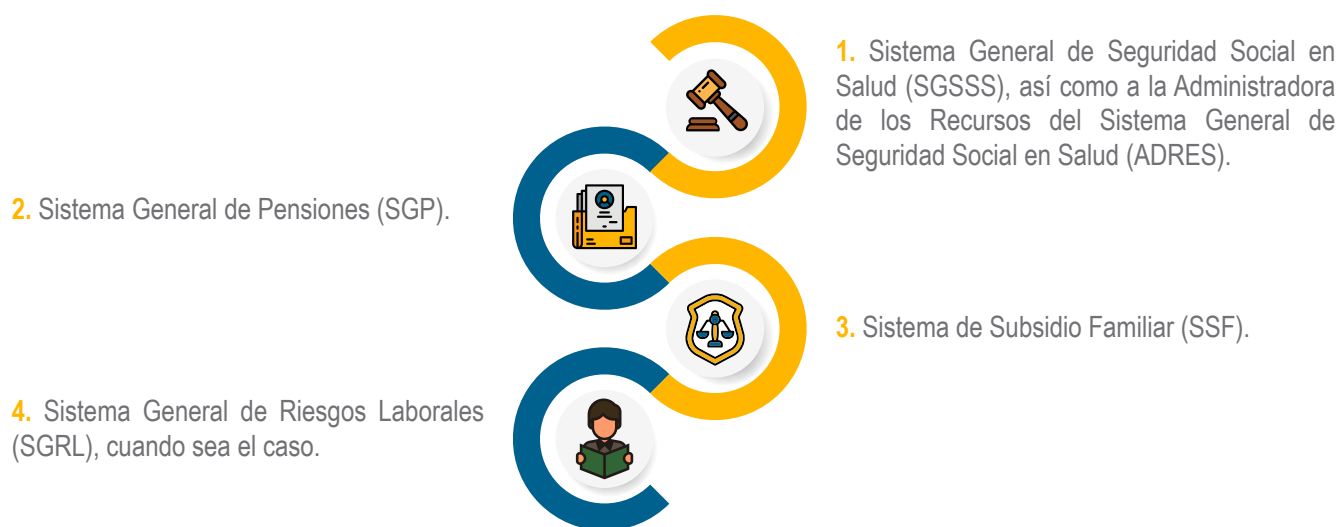 1. Sistema General de Seguridad Social en
Salud (SGSSS), así como a la Administradora
de los Recursos del Sistema General de
Seguridad Social en Salud (ADRES).
2. Sistema General de Pensiones (SGP).
3. Sistema de Subsidio Familiar (SSF).
4. Sistema General de Riesgos Laborales
(SGRL), cuando sea el caso.